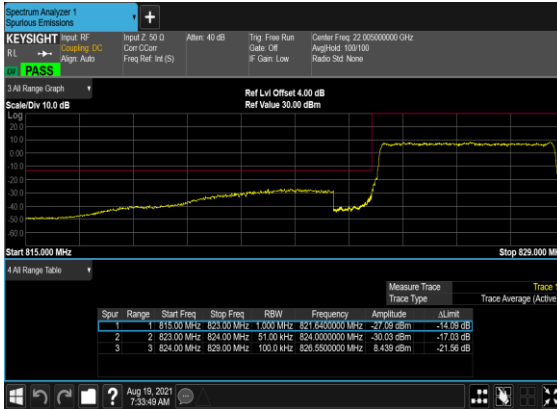 Spectrum Analyzer 1
Spurious Emissions
+
KEYSIGHT Input: RF Input Z: 50 Ω Atten: 40 dB Trig: Free Run Center Freq: 22.005000000 GHz
RL Coupling: DC Corr CCorr Gate: Off Avg|Hold: 100/100
Align: Auto Freq Ref: Int (S) IF Gain: Low Radio Std: None
PASS
3 All Range Graph
Ref Lvl Offset 4.00 dB
Scale/Div 10.0 dB Ref Value 30.00 dBm
Log
20.0
10.0
0.00
-10.0
-20.0
-30.0
-40.0
-50.0
-60.0
Start 815.000 MHz Stop 829.000 MH
4 All Range Table
Measure Trace Trace 1
Trace Type Trace Average (Active
Spur Range Start Freq Stop Freq RBW Frequency Amplitude ΔLimit
1 1 815.00 MHz 823.00 MHz 1.000 MHz 821.6400000 MHz -27.09 dBm -14.09 dB
2 2 823.00 MHz 824.00 MHz 51.00 kHz 824.0000000 MHz -30.03 dBm -17.03 dB
3 3 824.00 MHz 829.00 MHz 100.0 kHz 826.5500000 MHz 8.439 dBm -21.56 dB
? Aug 19, 2021
7:33:49 AM